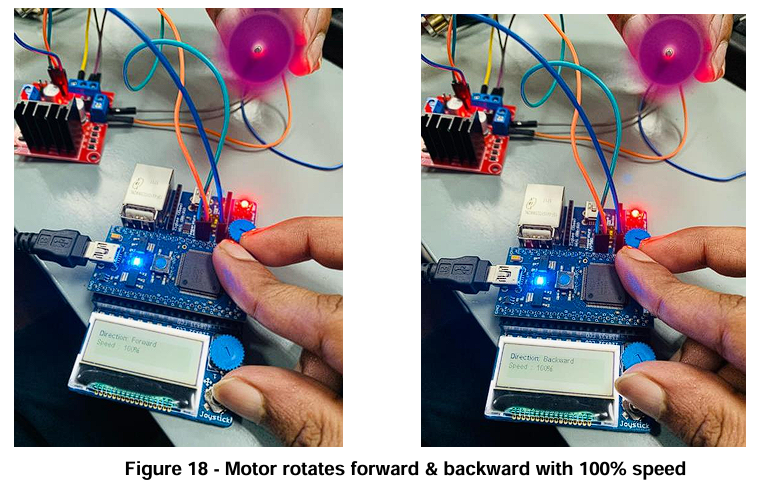 Direction: Forward
Speed : 100%
Joystick
Direction: Backward
Speed : 100%
Joystick
Figure 18 - Motor rotates forward & backward with 100% speed